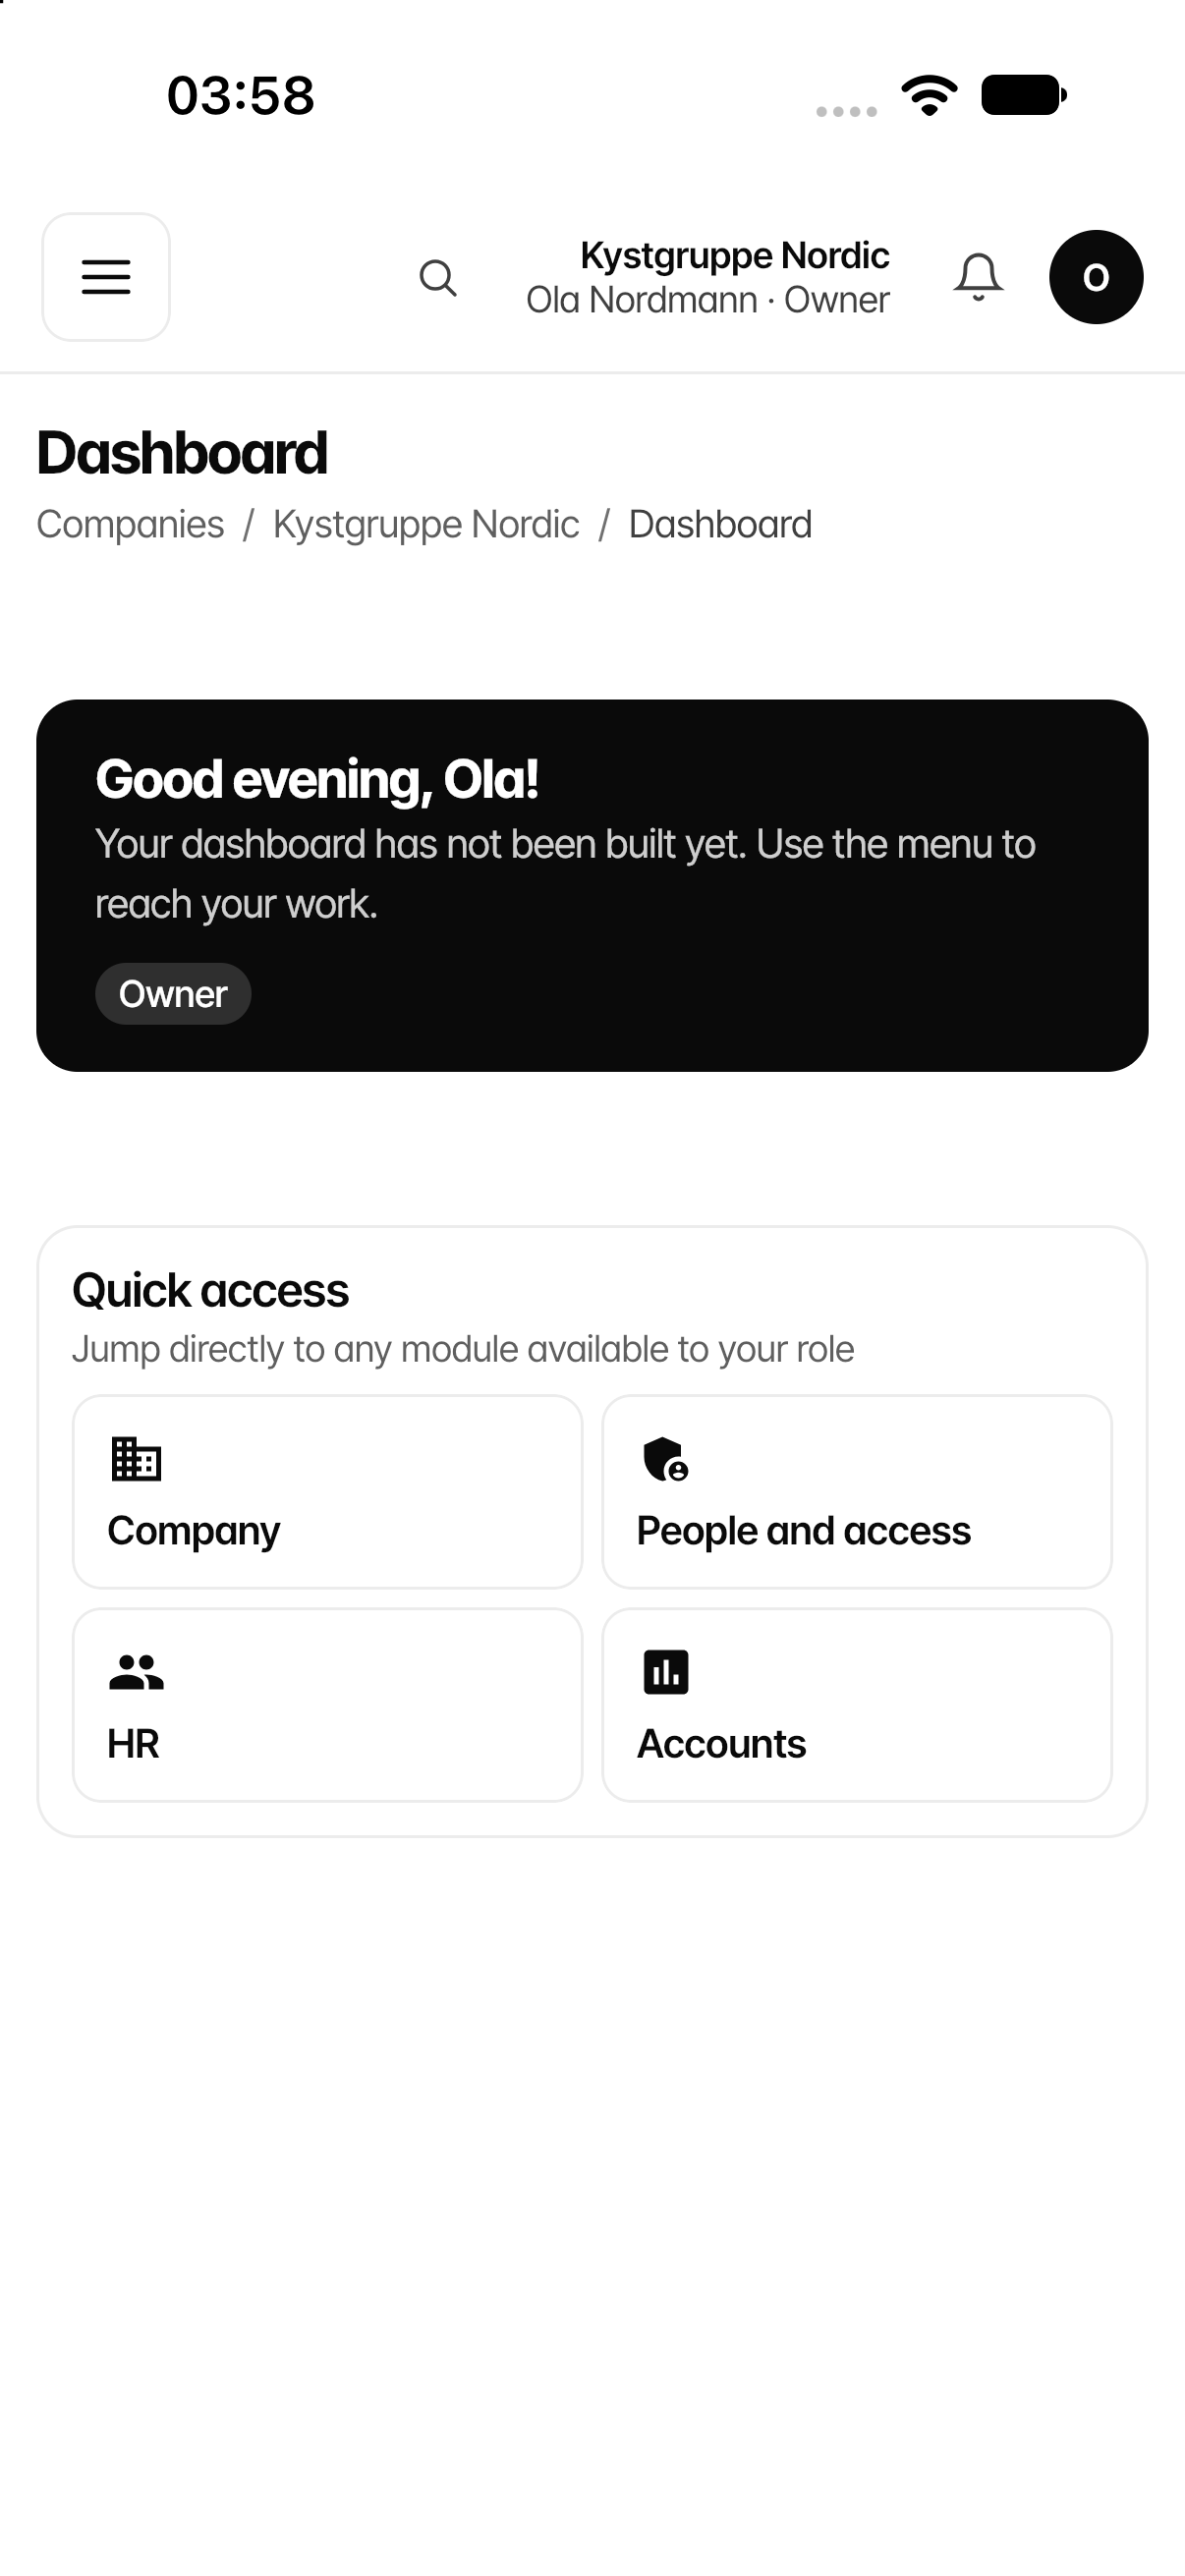 03:58
Kystgruppe Nordic
Ola Nordmann · Owner
O
Dashboard
Companies / Kystgruppe Nordic / Dashboard
Good evening, Ola!
Your dashboard has not been built yet. Use the menu to
reach your work.
Owner
Quick access
Jump directly to any module available to your role
Company
People and access
HR
Accounts